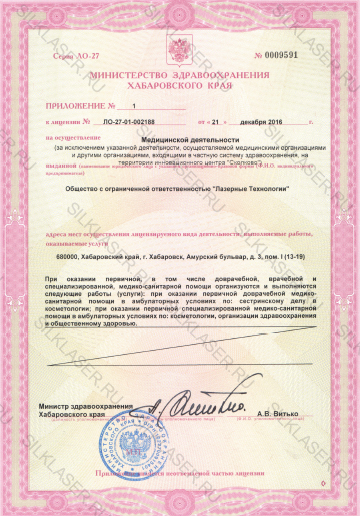 Серия ЛО-27
№ 0009591
МИНИСТЕРСТВО ЗДРАВООХРАНЕНИЯ
ХАБАРОВСКОГО КРАЯ
ПРИЛОЖЕНИЕ № 1
к лицензии № ЛО-27-01-002188 от « 21 » декабря 2016 г.
на осуществление
Медицинской деятельности
(за исключением указанной деятельности, осуществляемой медицинскими организациями
и другими организациями, входящими в частную систему здравоохранения, на
территории инновационного центра "Сколково")
выданной
Общество с ограниченной ответственностью "Лазерные Технологии"
адреса мест осуществления лицензируемого вида деятельности, выполняемые работы,
оказываемые услуги
680000, Хабаровский край, г. Хабаровск, Амурский бульвар, д. 3, пом. I (13-19)
При оказании первичной, в том числе доврачебной, врачебной и
специализированной, медико-санитарной помощи организуются и выполняются
следующие работы (услуги): при оказании первичной доврачебной медико-
санитарной помощи в амбулаторных условиях по: сестринскому делу в
косметологии; при оказании первичной специализированной медико-санитарной
помощи в амбулаторных условиях по: косметологии, организации здравоохранения
и общественному здоровью.
Министр здравоохранения
Хабаровского края
А.В. Витько
Приложение является неотъемлемой частью лицензии
SILKLASER.RU